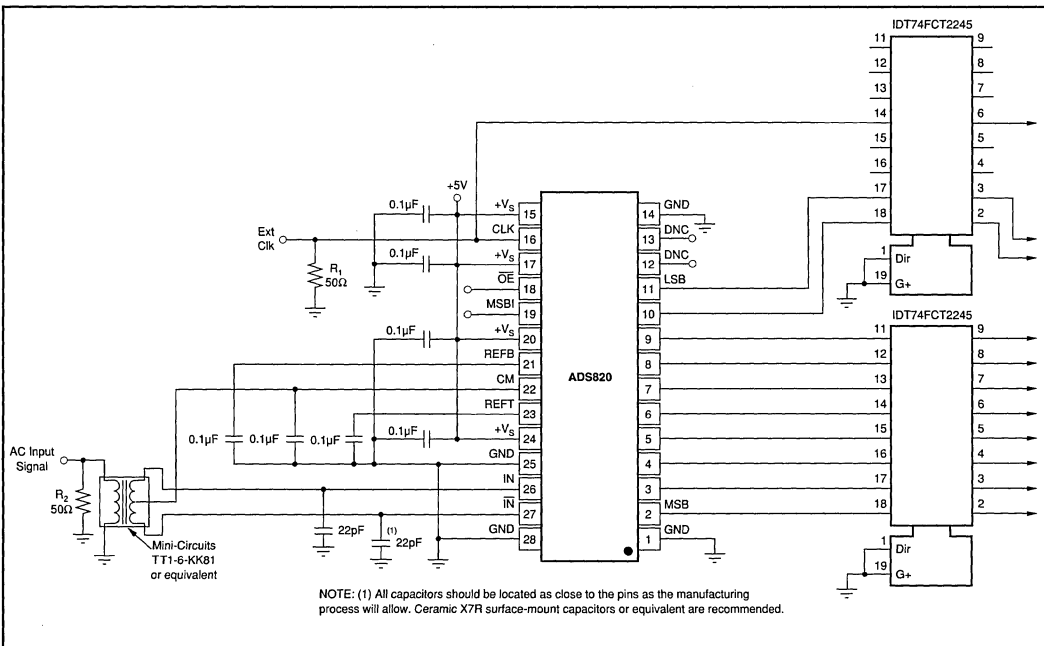 IDT74FCT2245
11 9
12 8
13 7
14 6
15 5
16 4
17 3
18 2
1 Dir
19 G+
IDT74FCT2245
11 9
12 8
13 7
14 6
15 5
16 4
17 3
18 2
1 Dir
19 G+
+5V
0.1µF
+VS 15
Ext
Clk
CLK 16
R1
50Ω
0.1µF
+VS 17
OE 18
MSBI 19
0.1µF
+VS 20
REFB 21
CM 22
REFT 23
0.1µF 0.1µF 0.1µF
0.1µF
+VS 24
GND 25
IN 26
IN 27
GND 28
ADS820
14 GND
13 DNC
12 DNC
11 LSB
10
9
8
7
6
5
4
3
2 MSB
1 GND
AC Input
Signal
R2
50Ω
Mini-Circuits
TT1-6-KK81
or equivalent
22pF
(1)
22pF
NOTE: (1) All capacitors should be located as close to the pins as the manufacturing
process will allow. Ceramic X7R surface-mount capacitors or equivalent are recommended.